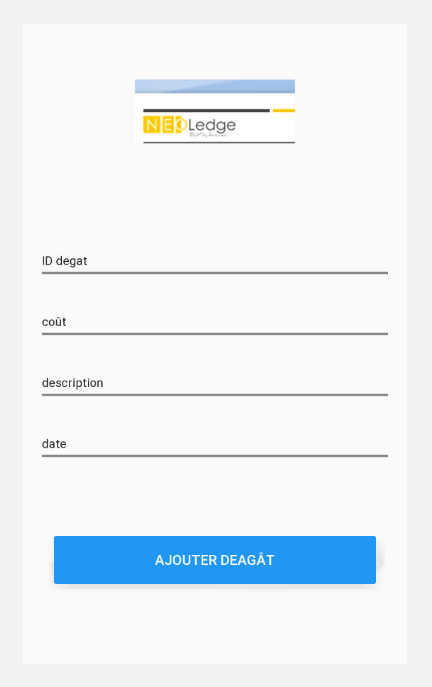 NEOLedge
ID degat
coût
description
date
AJOUTER DEAGÂT